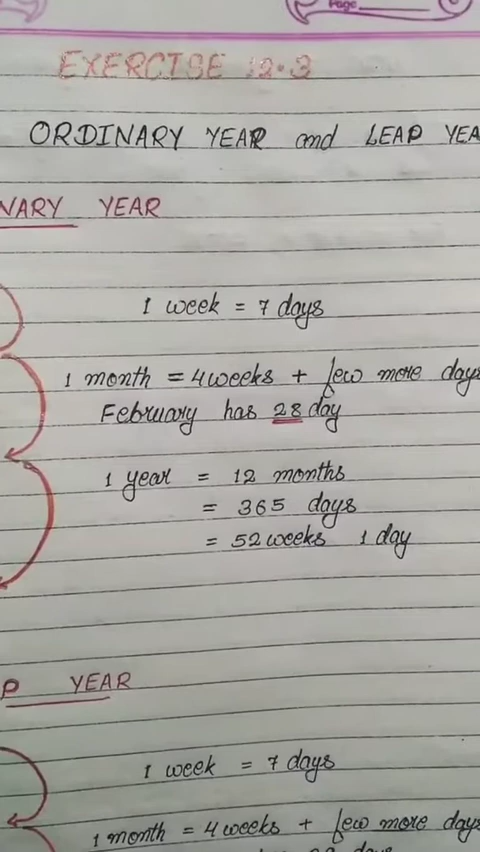 Page
EXERCISE 12.3
ORDINARY YEAR and LEAP YEA
NARY YEAR
1 week = 7 days
1 month = 4 weeks + few more days
February has 28 day
1 year = 12 months
= 365 days
= 52 weeks 1 day
P YEAR
1 week = 7 days
1 month = 4 weeks + few more days